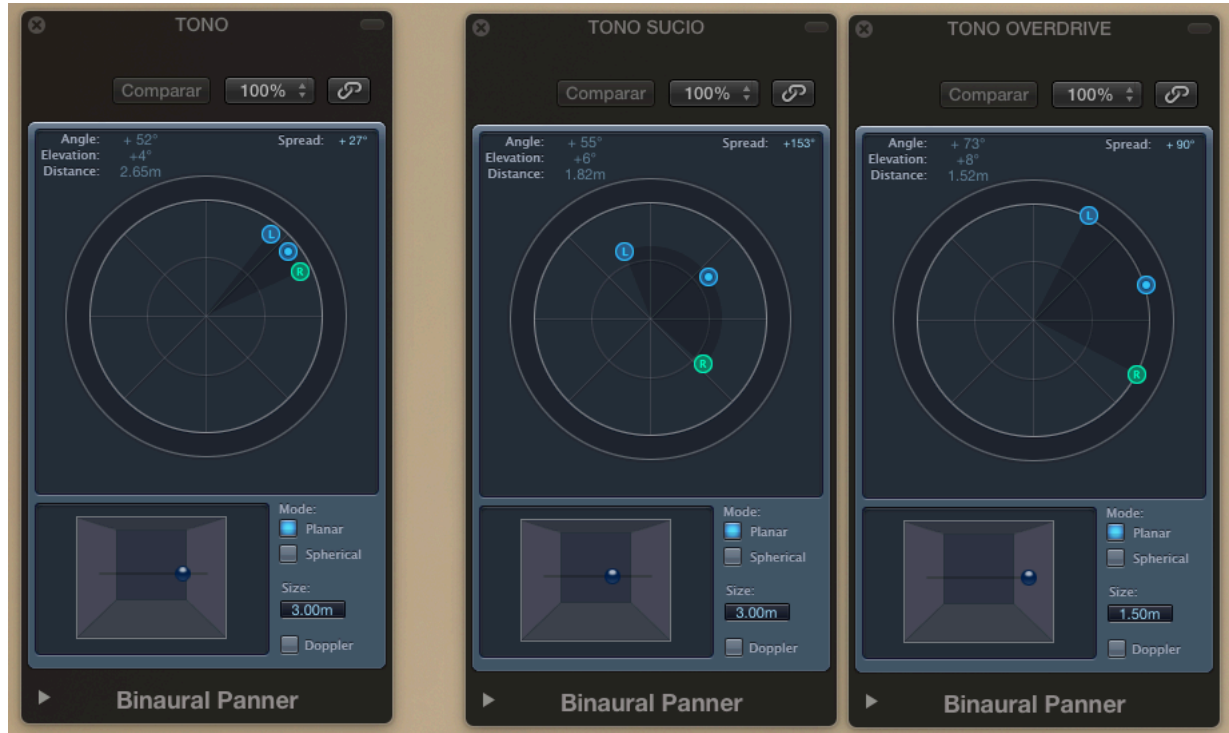 TONO
Comparar 100%
Angle: + 52° Spread: + 27°
Elevation: +4°
Distance: 2.65m
L
R
Mode:
Planar
Spherical
Size:
3.00m
Doppler
Binaural Panner
TONO SUCIO
Comparar 100%
Angle: + 55° Spread: +153°
Elevation: +6°
Distance: 1.82m
L
R
Mode:
Planar
Spherical
Size:
3.00m
Doppler
Binaural Panner
TONO OVERDRIVE
Comparar 100%
Angle: + 73° Spread: + 90°
Elevation: +8°
Distance: 1.52m
L
R
Mode:
Planar
Spherical
Size:
1.50m
Doppler
Binaural Panner